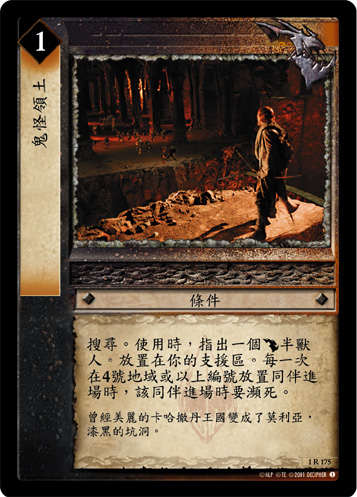 1
鬼怪領土
條件
搜尋。使用時，指出一個半獸
人。放置在你的支援區。每一次
在4號地域或以上編號放置同伴進
場時，該同伴進場時要瀕死。
曾經美麗的卡哈撒丹王國變成了莫利亞，
漆黑的坑洞。
1 R 175
©NLP ™TE ©2001 DECIPHER